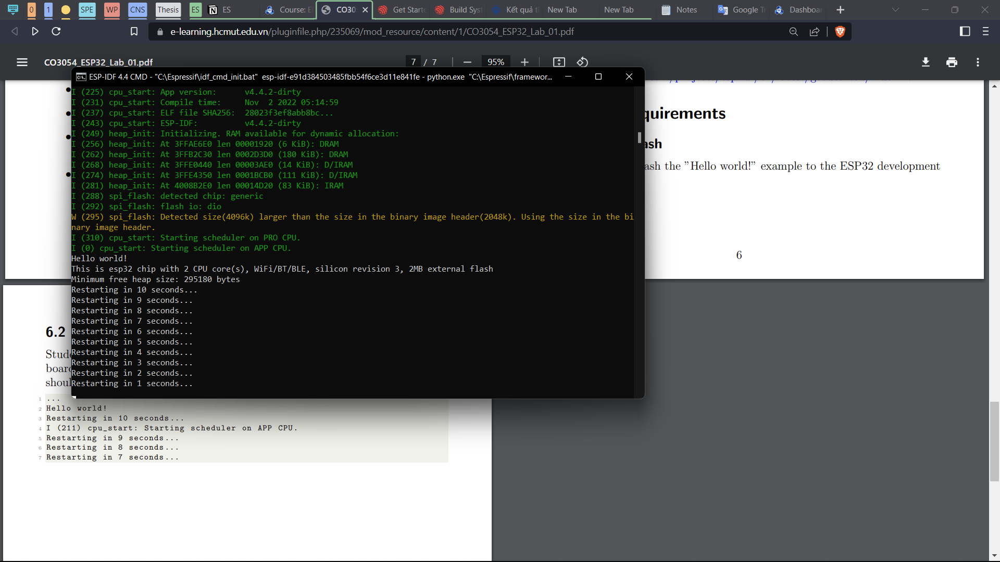 0 1 SPE WP CNS Thesis ES ES Course: E CO30 Get Starte Build Syst Kết quả ti New Tab New Tab Notes Google Tr Dashboar
e-learning.hcmut.edu.vn/pluginfile.php/235069/mod_resource/content/1/CO3054_ESP32_Lab_01.pdf
CO3054_ESP32_Lab_01.pdf 7 / 7 95%
ESP-IDF 4.4 CMD - "C:\Espressif\idf_cmd_init.bat" esp-idf-e91d384503485fbb54f6ce3d11e841fe - python.exe "C:\Espressif\framewor...
I (225) cpu_start: App version: v4.4.2-dirty
I (231) cpu_start: Compile time: Nov 2 2022 05:14:59
I (237) cpu_start: ELF file SHA256: 28023f3ef8abb8bc...
I (243) cpu_start: ESP-IDF: v4.4.2-dirty
I (249) heap_init: Initializing. RAM available for dynamic allocation:
I (256) heap_init: At 3FFAE6E0 len 00001920 (6 KiB): DRAM
I (262) heap_init: At 3FFB2C30 len 0002D3D0 (180 KiB): DRAM
I (268) heap_init: At 3FFE0440 len 00003AE0 (14 KiB): D/IRAM
I (274) heap_init: At 3FFE4350 len 0001BCB0 (111 KiB): D/IRAM
I (281) heap_init: At 4008B2E0 len 00014D20 (83 KiB): IRAM
I (288) spi_flash: detected chip: generic
I (292) spi_flash: flash io: dio
W (295) spi_flash: Detected size(4096k) larger than the size in the binary image header(2048k). Using the size in the bi
nary image header.
I (310) cpu_start: Starting scheduler on PRO CPU.
I (0) cpu_start: Starting scheduler on APP CPU.
Hello world!
This is esp32 chip with 2 CPU core(s), WiFi/BT/BLE, silicon revision 3, 2MB external flash
Minimum free heap size: 295180 bytes
Restarting in 10 seconds...
Restarting in 9 seconds...
Restarting in 8 seconds...
Restarting in 7 seconds...
Restarting in 6 seconds...
Restarting in 5 seconds...
Restarting in 4 seconds...
Restarting in 3 seconds...
Restarting in 2 seconds...
Restarting in 1 seconds...
quirements
ash
ash the "Hello world!" example to the ESP32 development
6
6.2
Stude
board
shoul
1 ...
2 Hello world!
3 Restarting in 10 seconds...
4 I (211) cpu_start: Starting scheduler on APP CPU.
5 Restarting in 9 seconds...
6 Restarting in 8 seconds...
7 Restarting in 7 seconds...